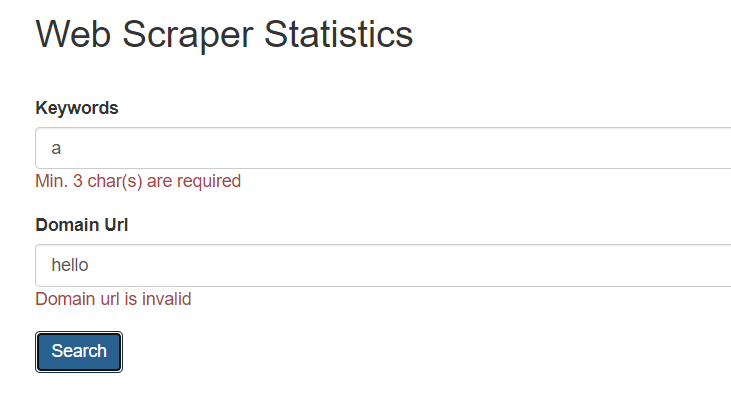 Web Scraper Statistics
Keywords
a
Min. 3 char(s) are required
Domain Url
hello
Domain url is invalid
Search